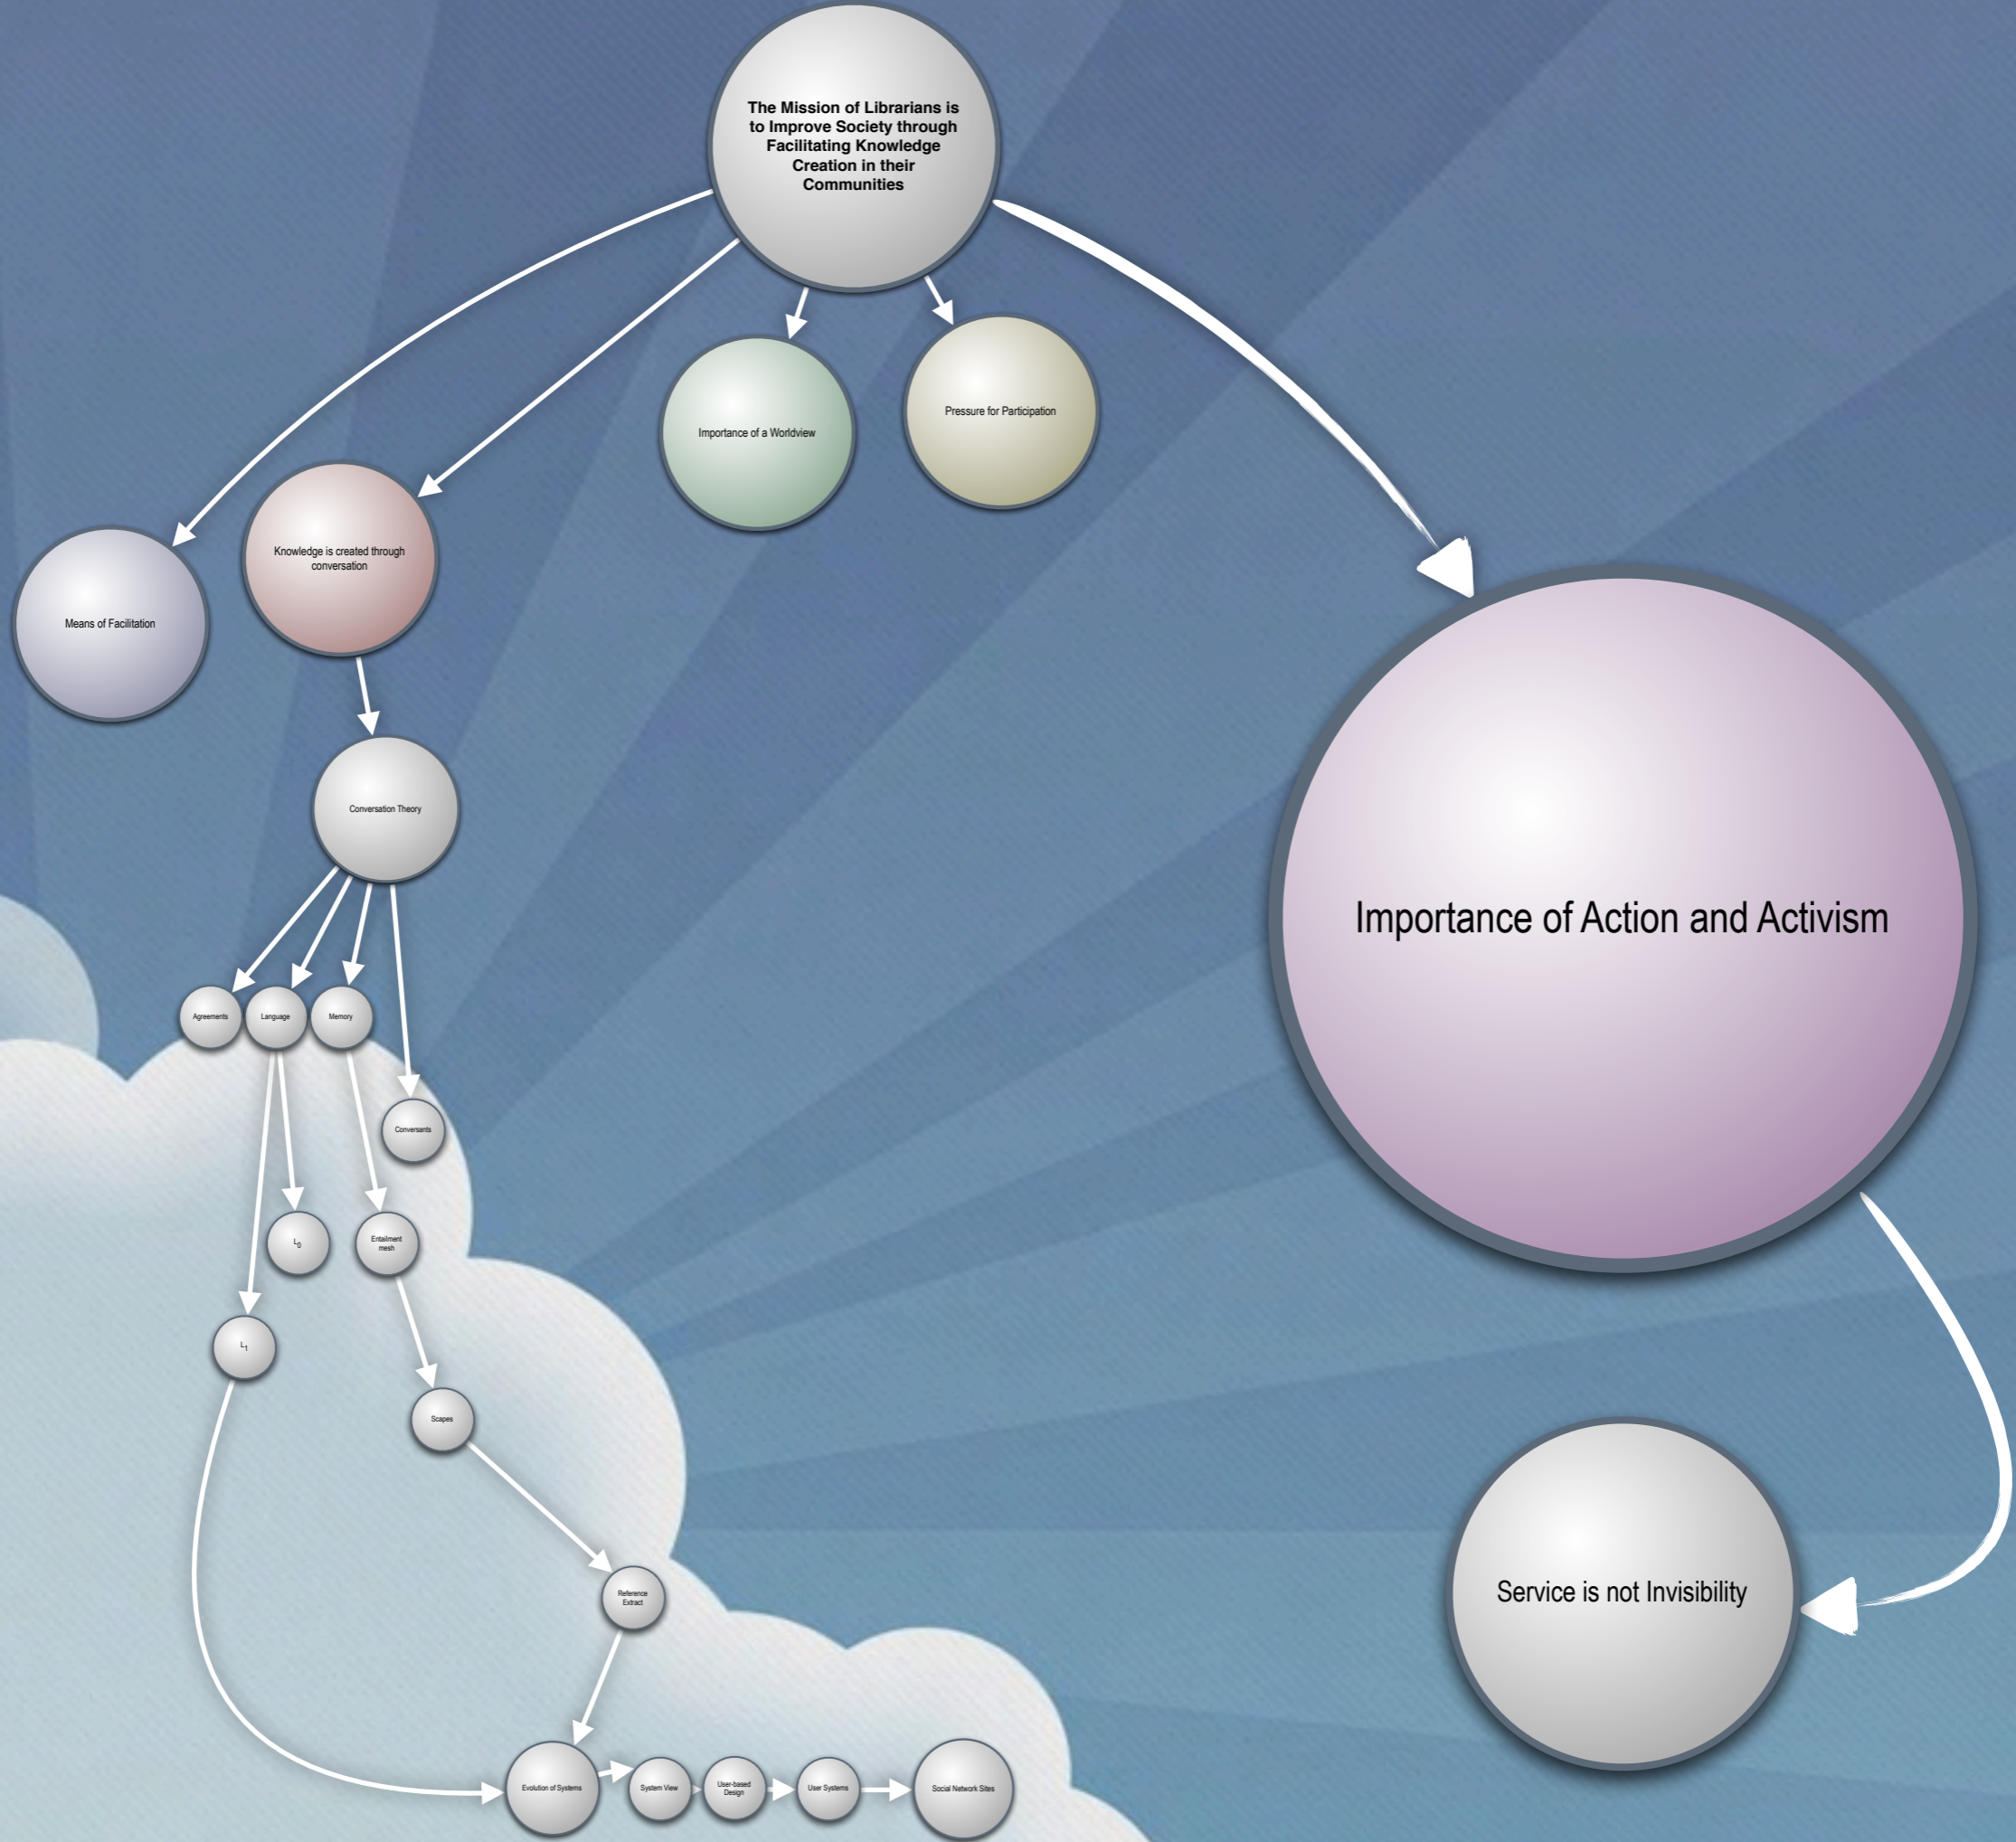 The Mission of Librarians is
to Improve Society through
Facilitating Knowledge
Creation in their
Communities
Importance of a Worldview
Pressure for Participation
Knowledge is created through
conversation
Means of Facilitation
Conversation Theory
Importance of Action and Activism
Agreements
Language
Memory
Conversants
L₀
Entailment
mesh
L₁
Scapes
Reference
Extract
Service is not Invisibility
Evolution of Systems
System View
User-based
Design
User Systems
Social Network Sites